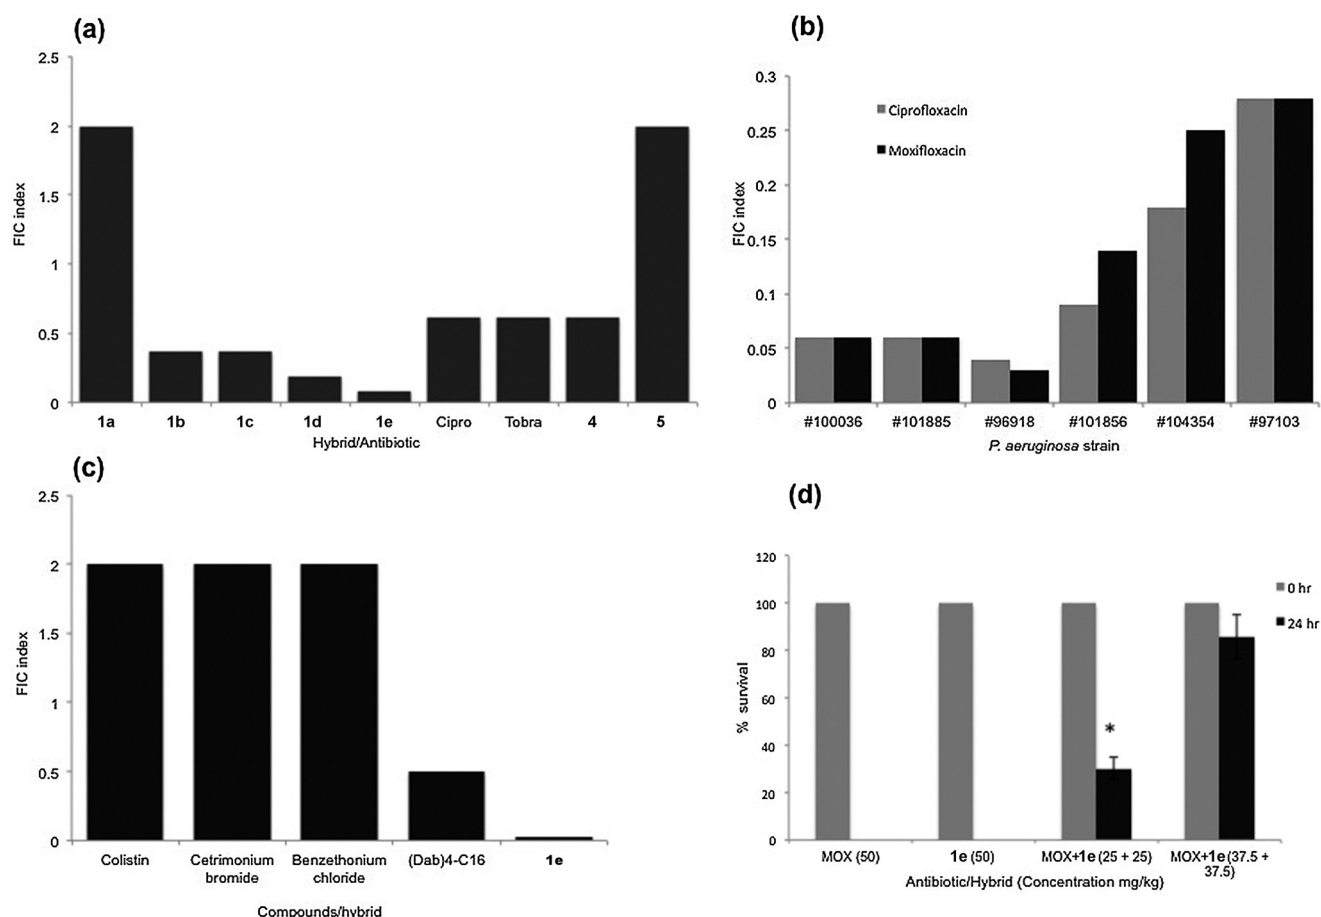 (a)
2.5
2
1.5
1
0.5
0
FIC index
1a 1b 1c 1d 1e Cipro Tobra 4 5
Hybrid/Antibiotic
(b)
0.3
0.25
0.2
0.15
0.1
0.05
0
FIC index
Ciprofloxacin
Moxifloxacin
#100036 #101885 #96918 #101856 #104354 #97103
P. aeruginosa strain
(c)
2.5
2
1.5
1
0.5
0
FIC index
Colistin Cetrimonium Benzethonium (Dab)4-C16 1e
bromide chloride
Compounds/hybrid
(d)
120
100
80
60
40
20
0
% survival
0 hr
24 hr
*
MOX (50) 1e (50) MOX+1e (25 + 25) MOX+1e (37.5 +
37.5)
Antibiotic/Hybrid (Concentration mg/kg)